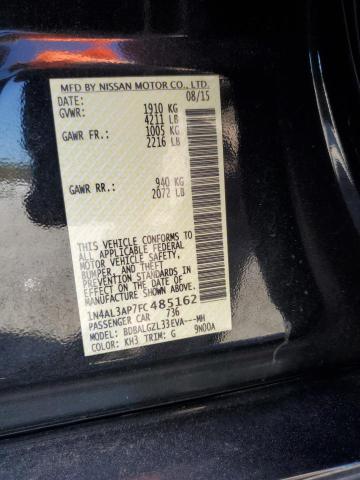 MFD BY NISSAN MOTOR CO., LTD.
DATE: 08/15
GVWR: 1910 KG
4211 LB
GAWR FR.: 1005 KG
2216 LB
GAWR RR.: 940 KG
2072 LB
THIS VEHICLE CONFORMS TO
ALL APPLICABLE FEDERAL
MOTOR VEHICLE SAFETY,
BUMPER, AND THEFT
PREVENTION STANDARDS
IN EFFECT ON THE DATE OF
MANUFACTURE SHOWN ABOVE.
1N4AL3AP7FC485162
PASSENGER CAR 736
MODEL: BDBALGZL33EVA---MH
COLOR: KH3 TRIM: G 9N00A